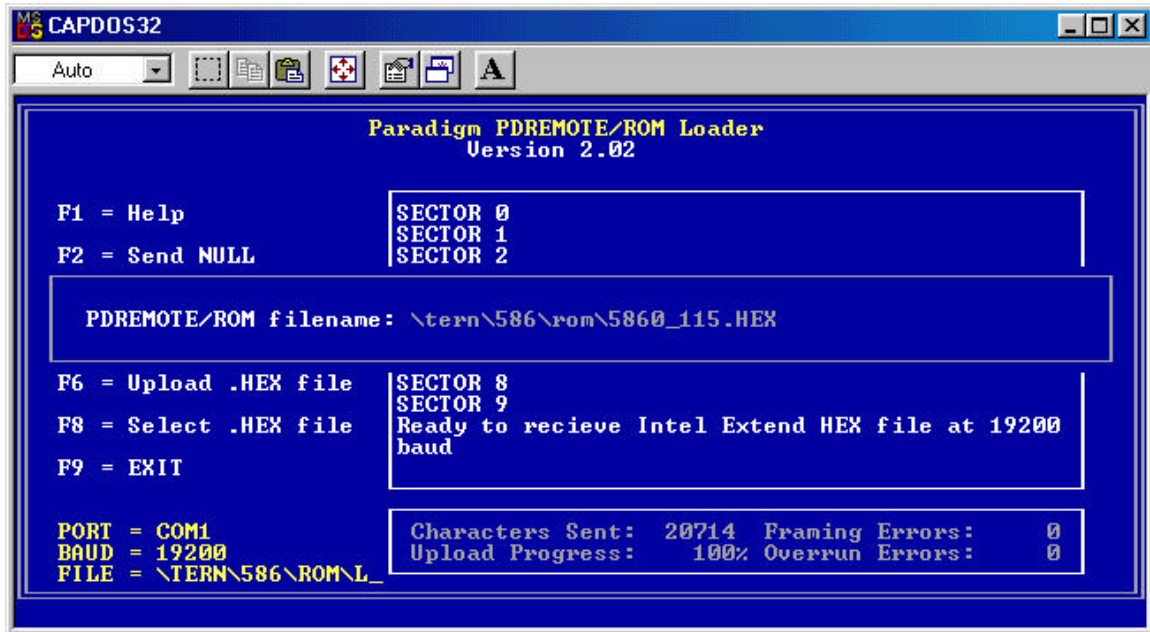 CAPDOS32
Auto
A
Paradigm PDREMOTE/ROM Loader
Version 2.02
F1 = Help
F2 = Send NULL
SECTOR 0
SECTOR 1
SECTOR 2
PDREMOTE/ROM filename: \tern\586\rom\5860_115.HEX
F6 = Upload .HEX file
F8 = Select .HEX file
F9 = EXIT
SECTOR 8
SECTOR 9
Ready to recieve Intel Extend HEX file at 19200
baud
PORT = COM1
BAUD = 19200
FILE = \TERN\586\ROM\L_
Characters Sent: 20714 Framing Errors: 0
Upload Progress: 100% Overrun Errors: 0